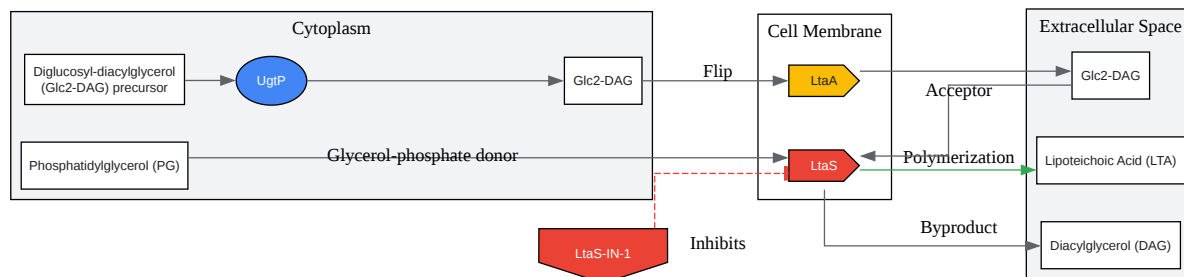 Cytoplasm
Cell Membrane
Extracellular Space
Diglucosyl-diacylglycerol
(Glc2-DAG) precursor
UgtP
Glc2-DAG
Flip
LtaA
Glc2-DAG
Acceptor
Phosphatidylglycerol (PG)
Glycerol-phosphate donor
LtaS
Polymerization
Lipoteichoic Acid (LTA)
Byproduct
Diacylglycerol (DAG)
LtaS-IN-1
Inhibits